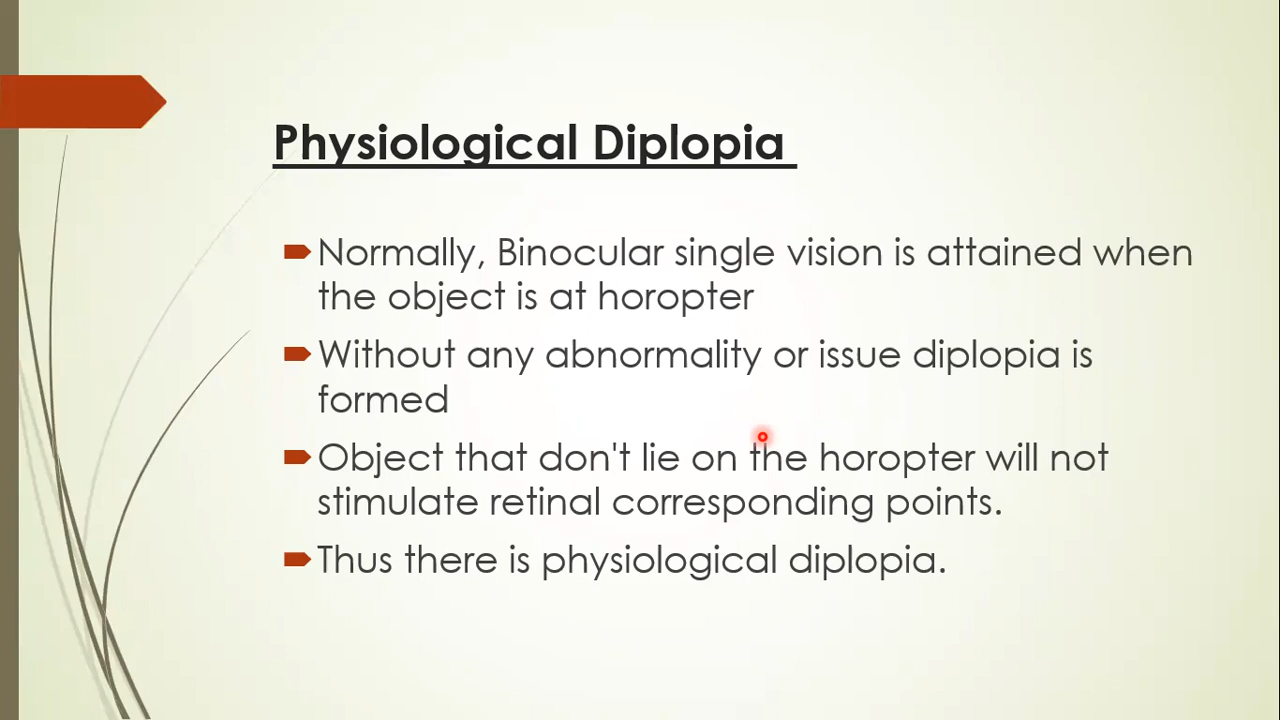 Physiological Diplopia
Normally, Binocular single vision is attained when
the object is at horopter
Without any abnormality or issue diplopia is
formed
Object that don't lie on the horopter will not
stimulate retinal corresponding points.
Thus there is physiological diplopia.